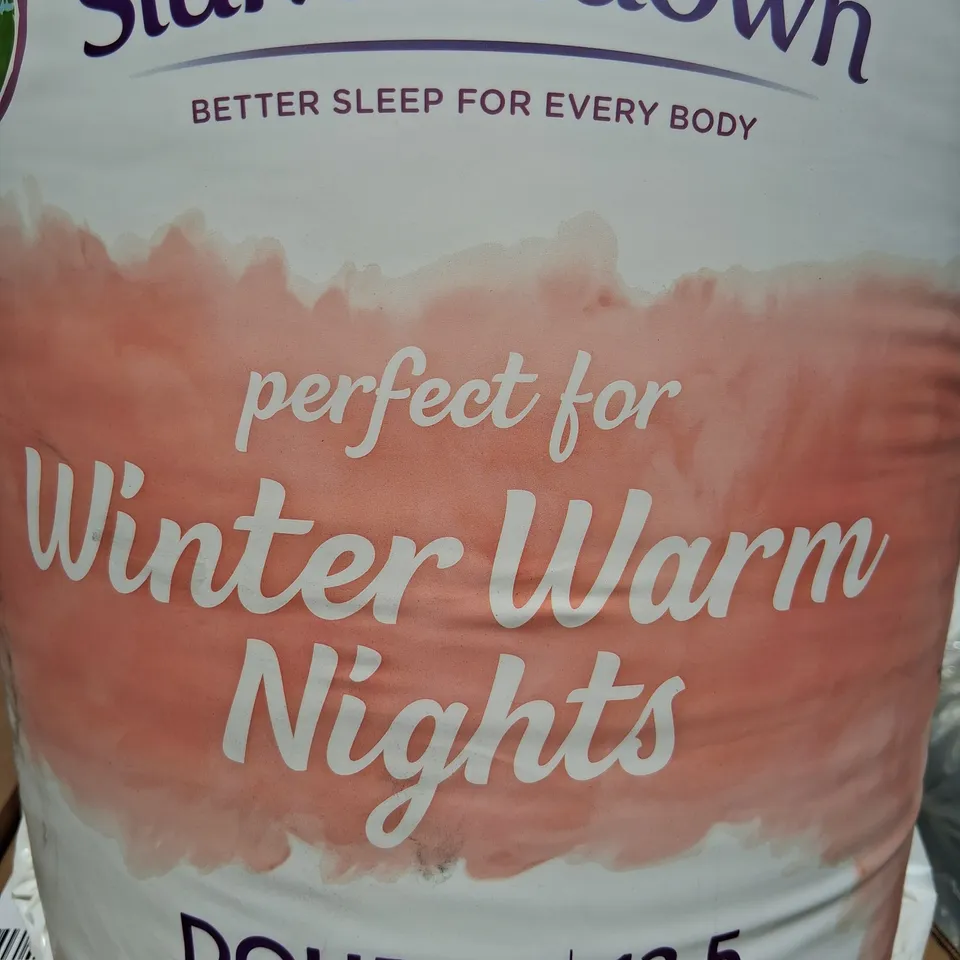 BETTER SLEEP FOR EVERY BODY
perfect for
Winter Warm
Nights